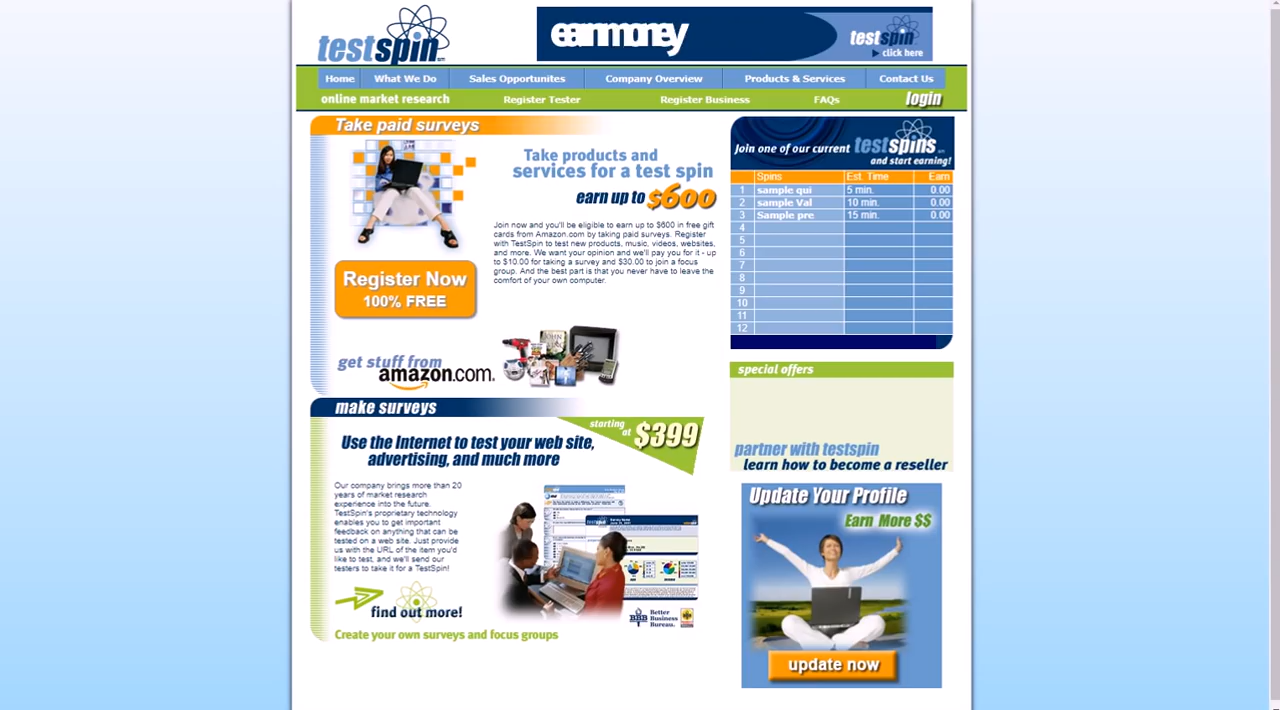 testspin
earnmoney
testspin
click here
Home
What We Do
Sales Opportunites
Company Overview
Products & Services
Contact Us
online market research
Register Tester
Register Business
FAQs
login
Take paid surveys
Take products and
services for a test spin
earn up to $600
Join now and you'll be eligible to earn up to $600 in free gift
cards from Amazon.com by taking paid surveys. Register
with TestSpin to test new products, music, videos, websites,
and more. We want your opinion and we'll pay you for it - up
to $10.00 for taking a survey and $30.00 to join a focus
group. And the best part is that you never have to leave the
comfort of your own computer.
Register Now
100% FREE
get stuff from
amazon.com
Join one of our current testspins
and start earning!
Spins Est. Time Earn
1 sample qui 5 min. 0.00
2 sample Val 10 min. 0.00
3 Sample pre 15 min. 0.00
4
5
6
7
8
9
10
11
12
special offers
partner with testspin
learn how to become a reseller
make surveys
starting
at $399
Use the Internet to test your web site,
advertising, and much more
Our company brings more than 20
years of market research
experience into the future.
TestSpin's proprietary technology
enables you to get important
feedback on anything that can be
tested on a web site. Just provide
us with the URL of the item you'd
like to test, and we'll send our
testers to take it for a TestSpin!
find out more!
BBB
Better
Business
Bureau.
Create your own surveys and focus groups
Update Your Profile
Earn More $$
update now